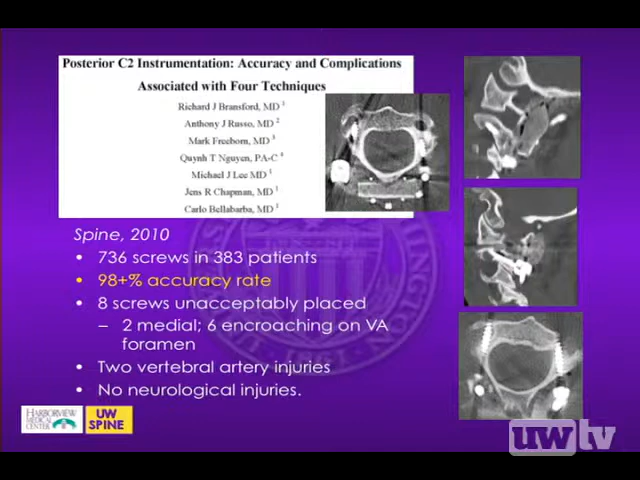 Posterior C2 Instrumentation: Accuracy and Complications
Associated with Four Techniques
Richard J Bransford, MD
Anthony J Russo, MD
Mark Freeborn, MD
Quynh T Nguyen, PA-C
Michael J Lee MD
Jens R Chapman, MD
Carlo Bellabarba, MD
Spine, 2010
• 736 screws in 383 patients
• 98+% accuracy rate
• 8 screws unacceptably placed
– 2 medial; 6 encroaching on VA
foramen
• Two vertebral artery injuries
• No neurological injuries.
HARBORVIEW
MEDICAL
CENTER
UW
SPINE
uwtv